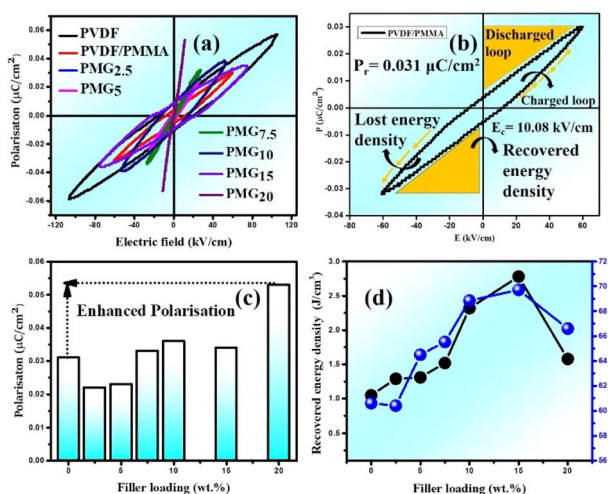 PVDF
PVDF/PMMA
PMG2.5
PMG5
(a)
PMG7.5
PMG10
PMG15
PMG20
0.06
0.04
0.02
0.00
-0.02
-0.04
-0.06
-120 -80 -40 0 40 80 120
Polarisaton (μC/cm²)
Electric field (kV/cm)
PVDF/PMMA
(b)
Pr= 0.031 μC/cm²
Discharged
loop
Charged loop
Ec= 10.08 kV/cm
Lost energy
density
Recovered
energy
density
0.03
0.02
0.01
0.00
-0.01
-0.02
-0.03
-0.04
-80 -60 -40 -20 0 20 40 60
P (μC/cm²)
E (kV/cm)
(c)
Enhanced Polarisation
0.06
0.05
0.04
0.03
0.02
0.01
0.00
0 5 10 15 20
Polarisaton (μC/cm²)
Filler loading (wt.%)
(d)
3.0
2.5
2.0
1.5
1.0
0.5
72
70
68
66
64
62
60
58
56
0 5 10 15 20
Recovered energy density (J/cm³)
Filler loading (wt.%)